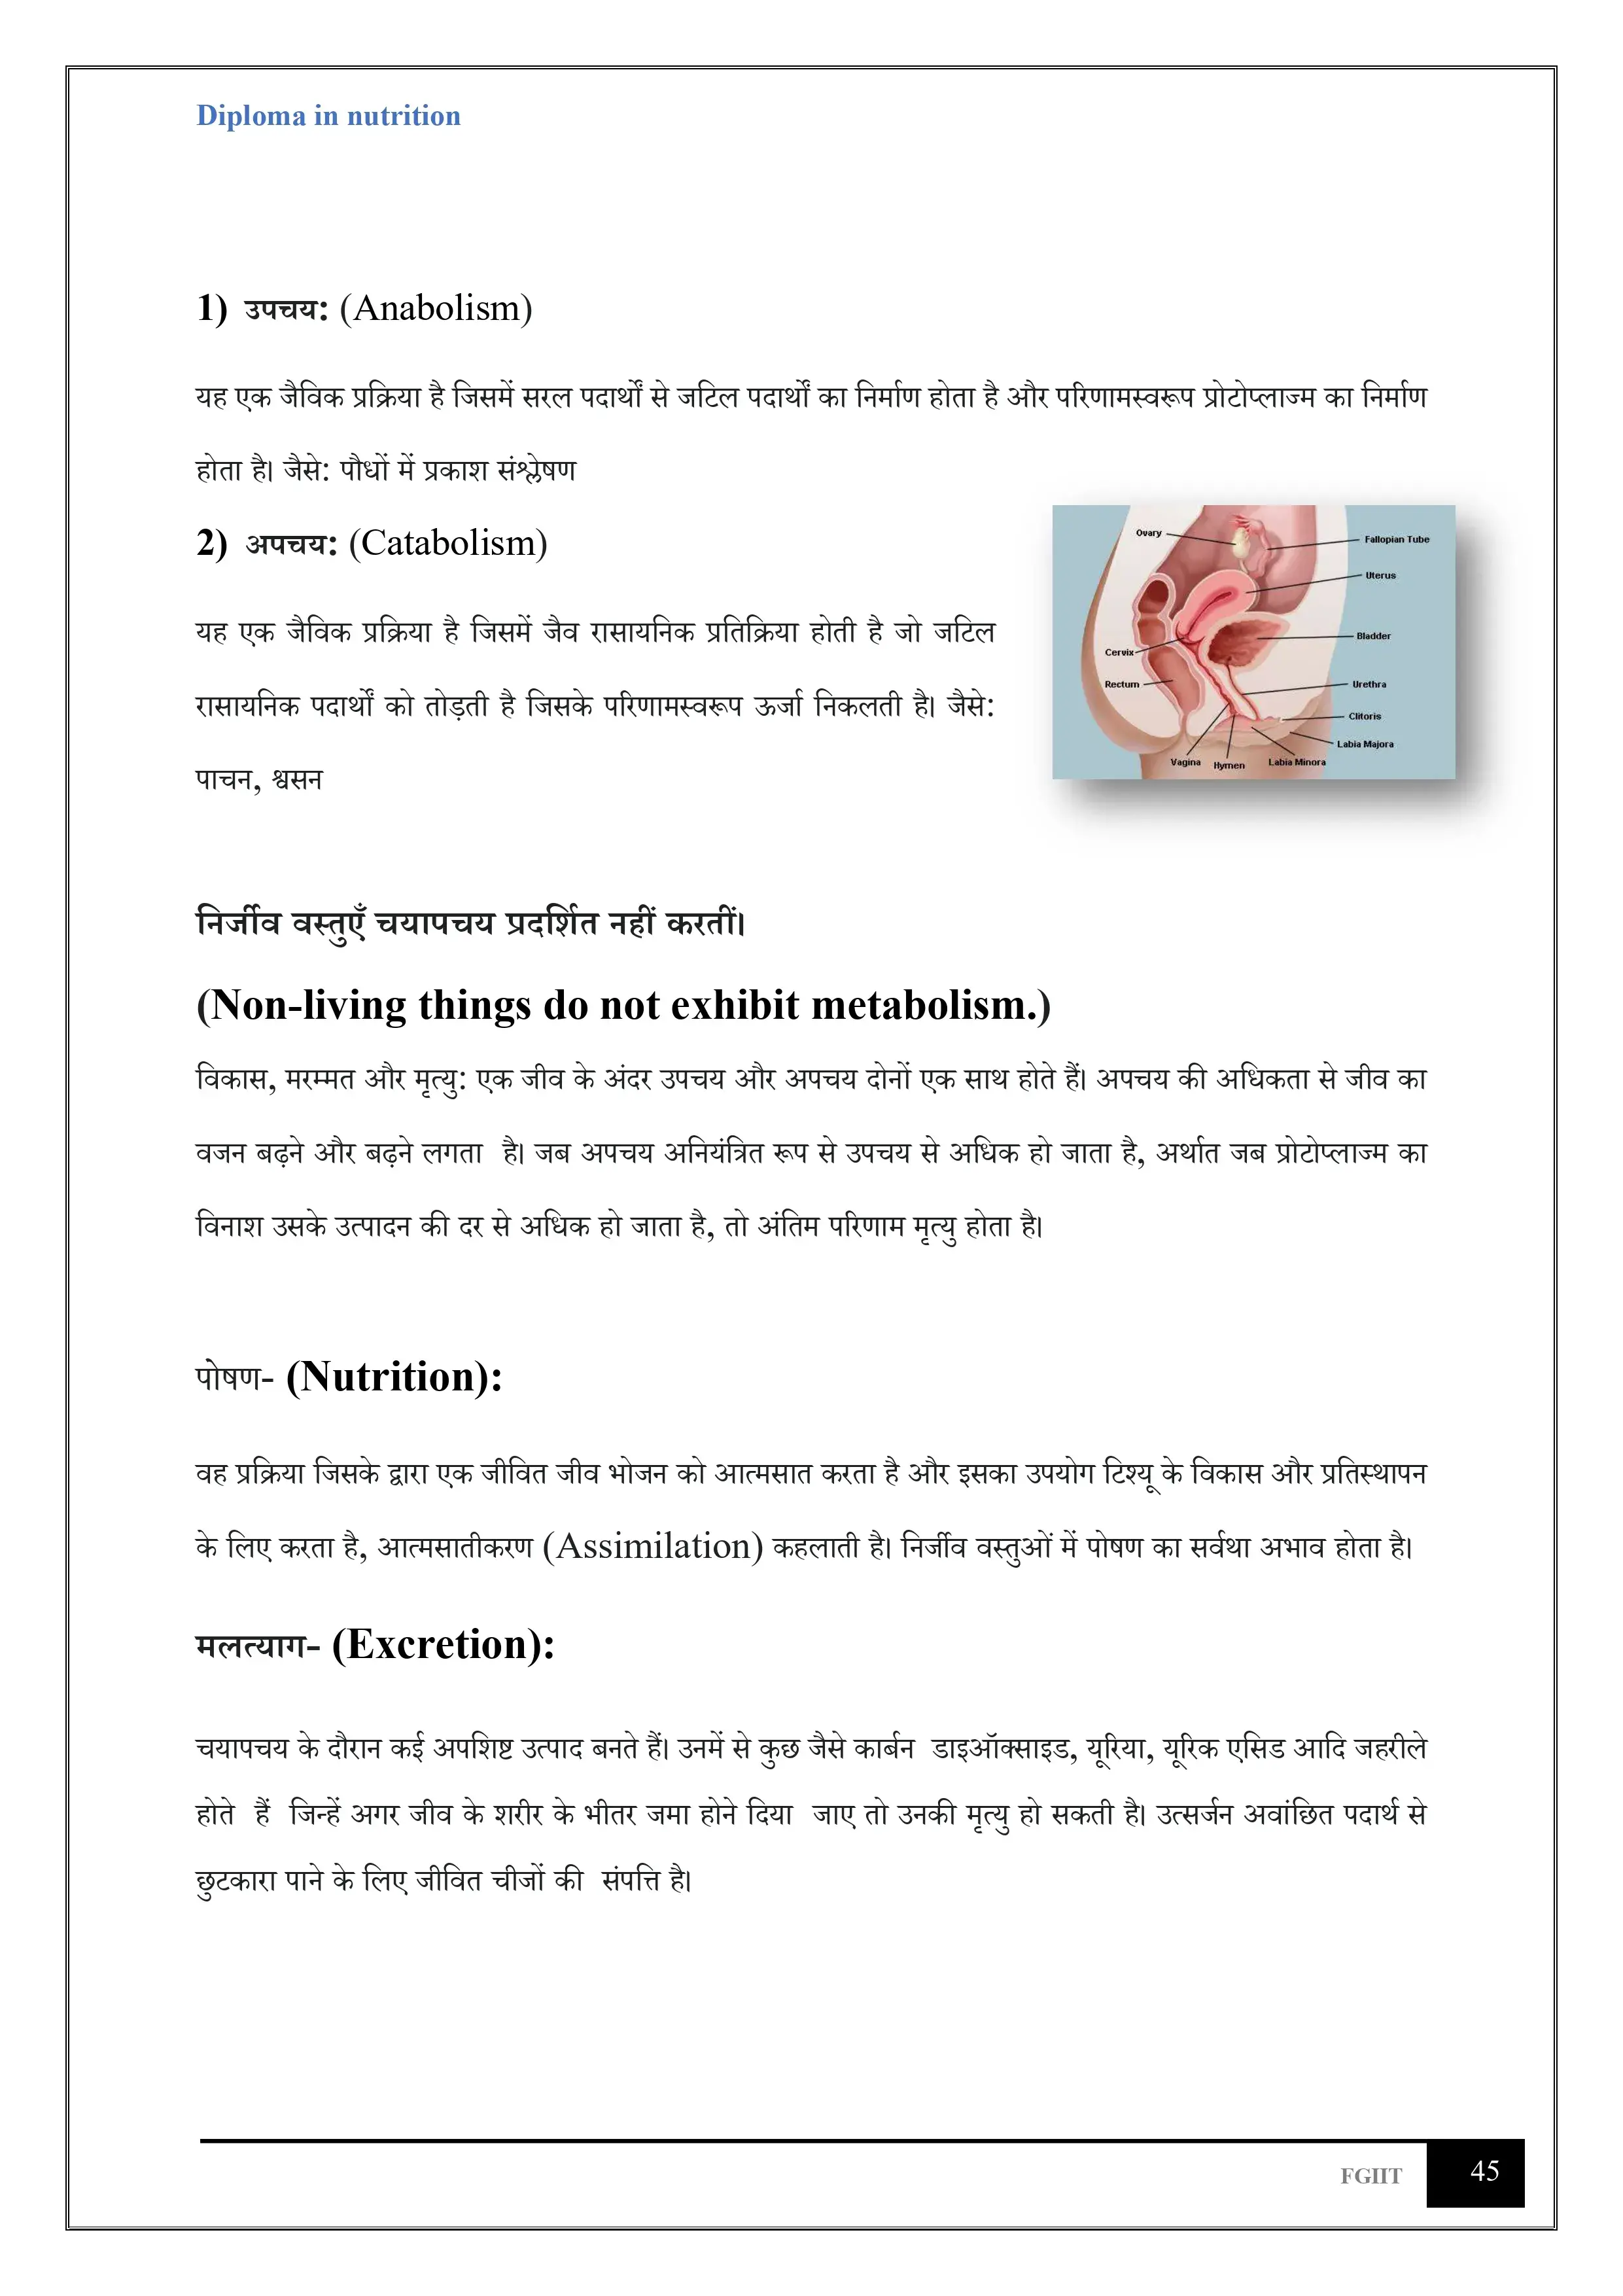 Diploma in nutrition
1) उपचय: (Anabolism)
यह एक जैविक प्रक्रिया है जिसमें सरल पदार्थों से जटिल पदार्थों का निर्माण होता है और परिणामस्वरूप प्रोटोप्लाज्म का निर्माण
होता है। जैसे: पौधों में प्रकाश संश्लेषण
2) अपचय: (Catabolism)
यह एक जैविक प्रक्रिया है जिसमें जैव रासायनिक प्रतिक्रिया होती है जो जटिल
रासायनिक पदार्थों को तोड़ती है जिसके परिणामस्वरूप ऊर्जा निकलती है। जैसे:
पाचन, श्वसन
Ovary
Fallopian Tube
Uterus
Bladder
Cervix
Rectum
Urethra
Clitoris
Labia Majora
Vagina
Hymen
Labia Minora
निर्जीव वस्तुएँ चयापचय प्रदर्शित नहीं करतीं।
(Non-living things do not exhibit metabolism.)
विकास, मरम्मत और मृत्यु: एक जीव के अंदर उपचय और अपचय दोनों एक साथ होते हैं। अपचय की अधिकता से जीव का
वजन बढ़ने और बढ़ने लगता है। जब अपचय अनियंत्रित रूप से उपचय से अधिक हो जाता है, अर्थात जब प्रोटोप्लाज्म का
विनाश उसके उत्पादन की दर से अधिक हो जाता है, तो अंतिम परिणाम मृत्यु होता है।
पोषण- (Nutrition):
वह प्रक्रिया जिसके द्वारा एक जीवित जीव भोजन को आत्मसात करता है और इसका उपयोग टिश्यू के विकास और प्रतिस्थापन
के लिए करता है, आत्मसातीकरण (Assimilation) कहलाती है। निर्जीव वस्तुओं में पोषण का सर्वथा अभाव होता है।
मलत्याग- (Excretion):
चयापचय के दौरान कई अपशिष्ट उत्पाद बनते हैं। उनमें से कुछ जैसे कार्बन डाइऑक्साइड, यूरिया, यूरिक एसिड आदि जहरीले
होते हैं जिन्हें अगर जीव के शरीर के भीतर जमा होने दिया जाए तो उनकी मृत्यु हो सकती है। उत्सर्जन अवांछित पदार्थ से
छुटकारा पाने के लिए जीवित चीजों की संपत्ति है।
FGIIT
45